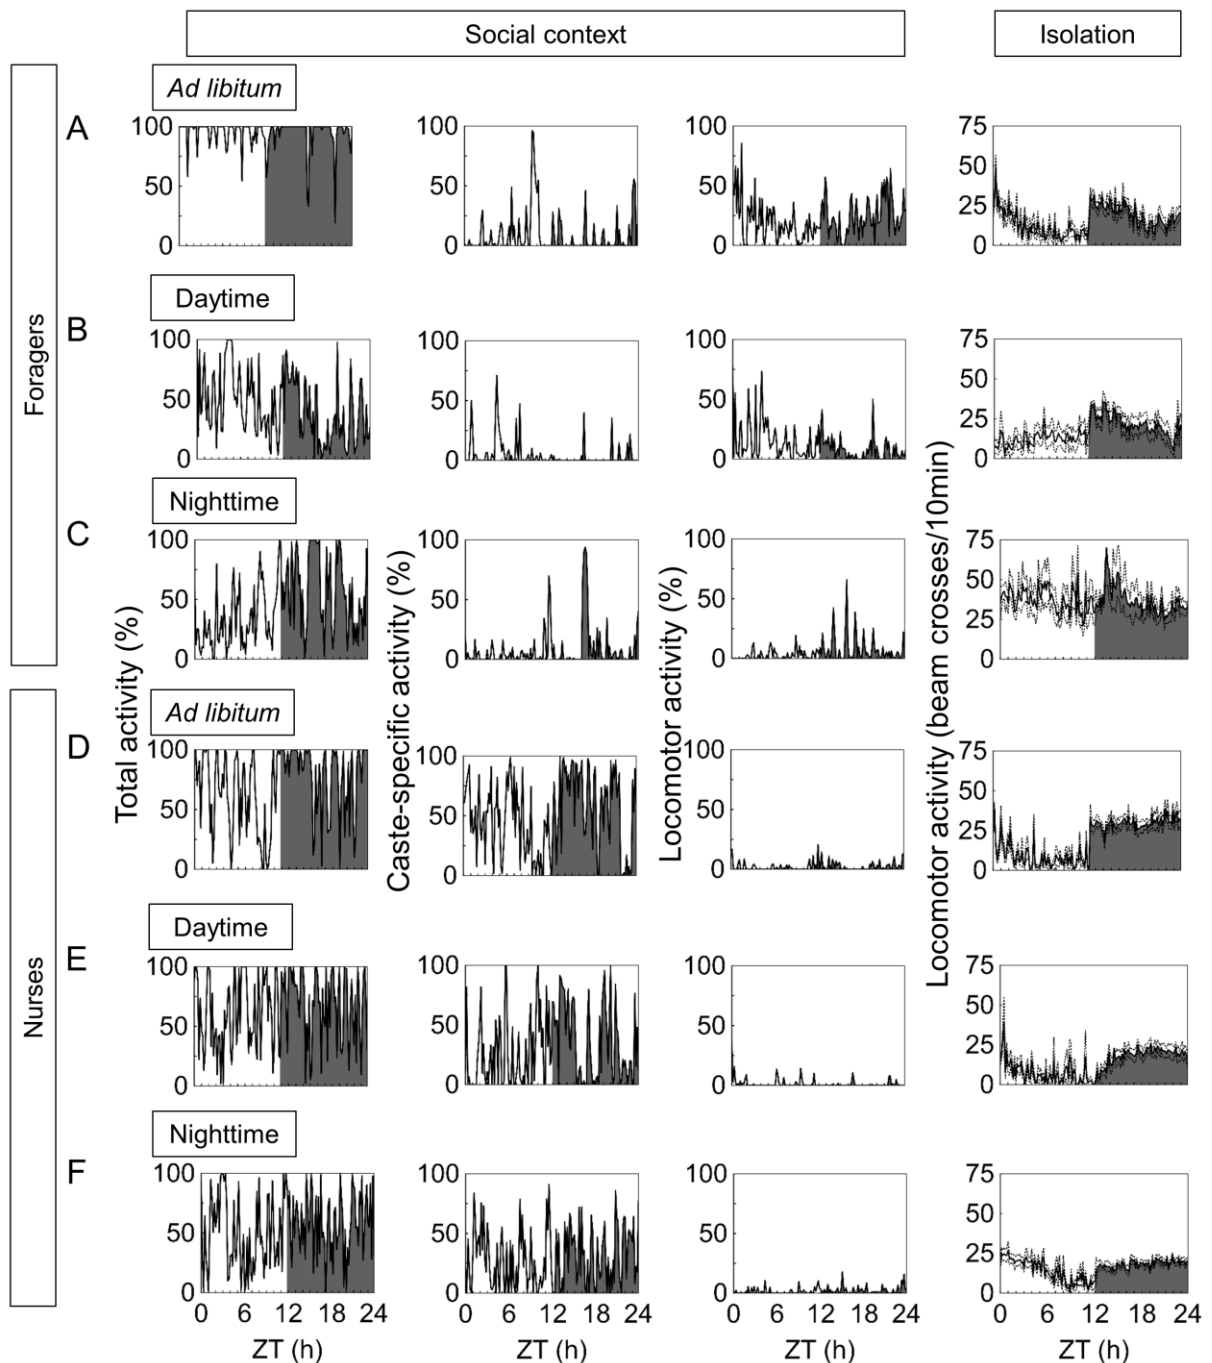 Social context
Isolation
Foragers
Nurses
Ad libitum
A
100
50
0
100
50
0
100
50
0
75
50
25
0
Daytime
B
100
50
0
100
50
0
100
50
0
75
50
25
0
Nighttime
C
100
50
0
100
50
0
100
50
0
75
50
25
0
Total activity (%)
Caste-specific activity (%)
Locomotor activity (%)
Locomotor activity (beam crosses/10min)
Ad libitum
D
100
50
0
100
50
0
100
50
0
75
50
25
0
Daytime
E
100
50
0
100
50
0
100
50
0
75
50
25
0
Nighttime
F
100
50
0
100
50
0
100
50
0
75
50
25
0
0 6 12 18 24
0 6 12 18 24
0 6 12 18 24
0 6 12 18 24
ZT (h)
ZT (h)
ZT (h)
ZT (h)